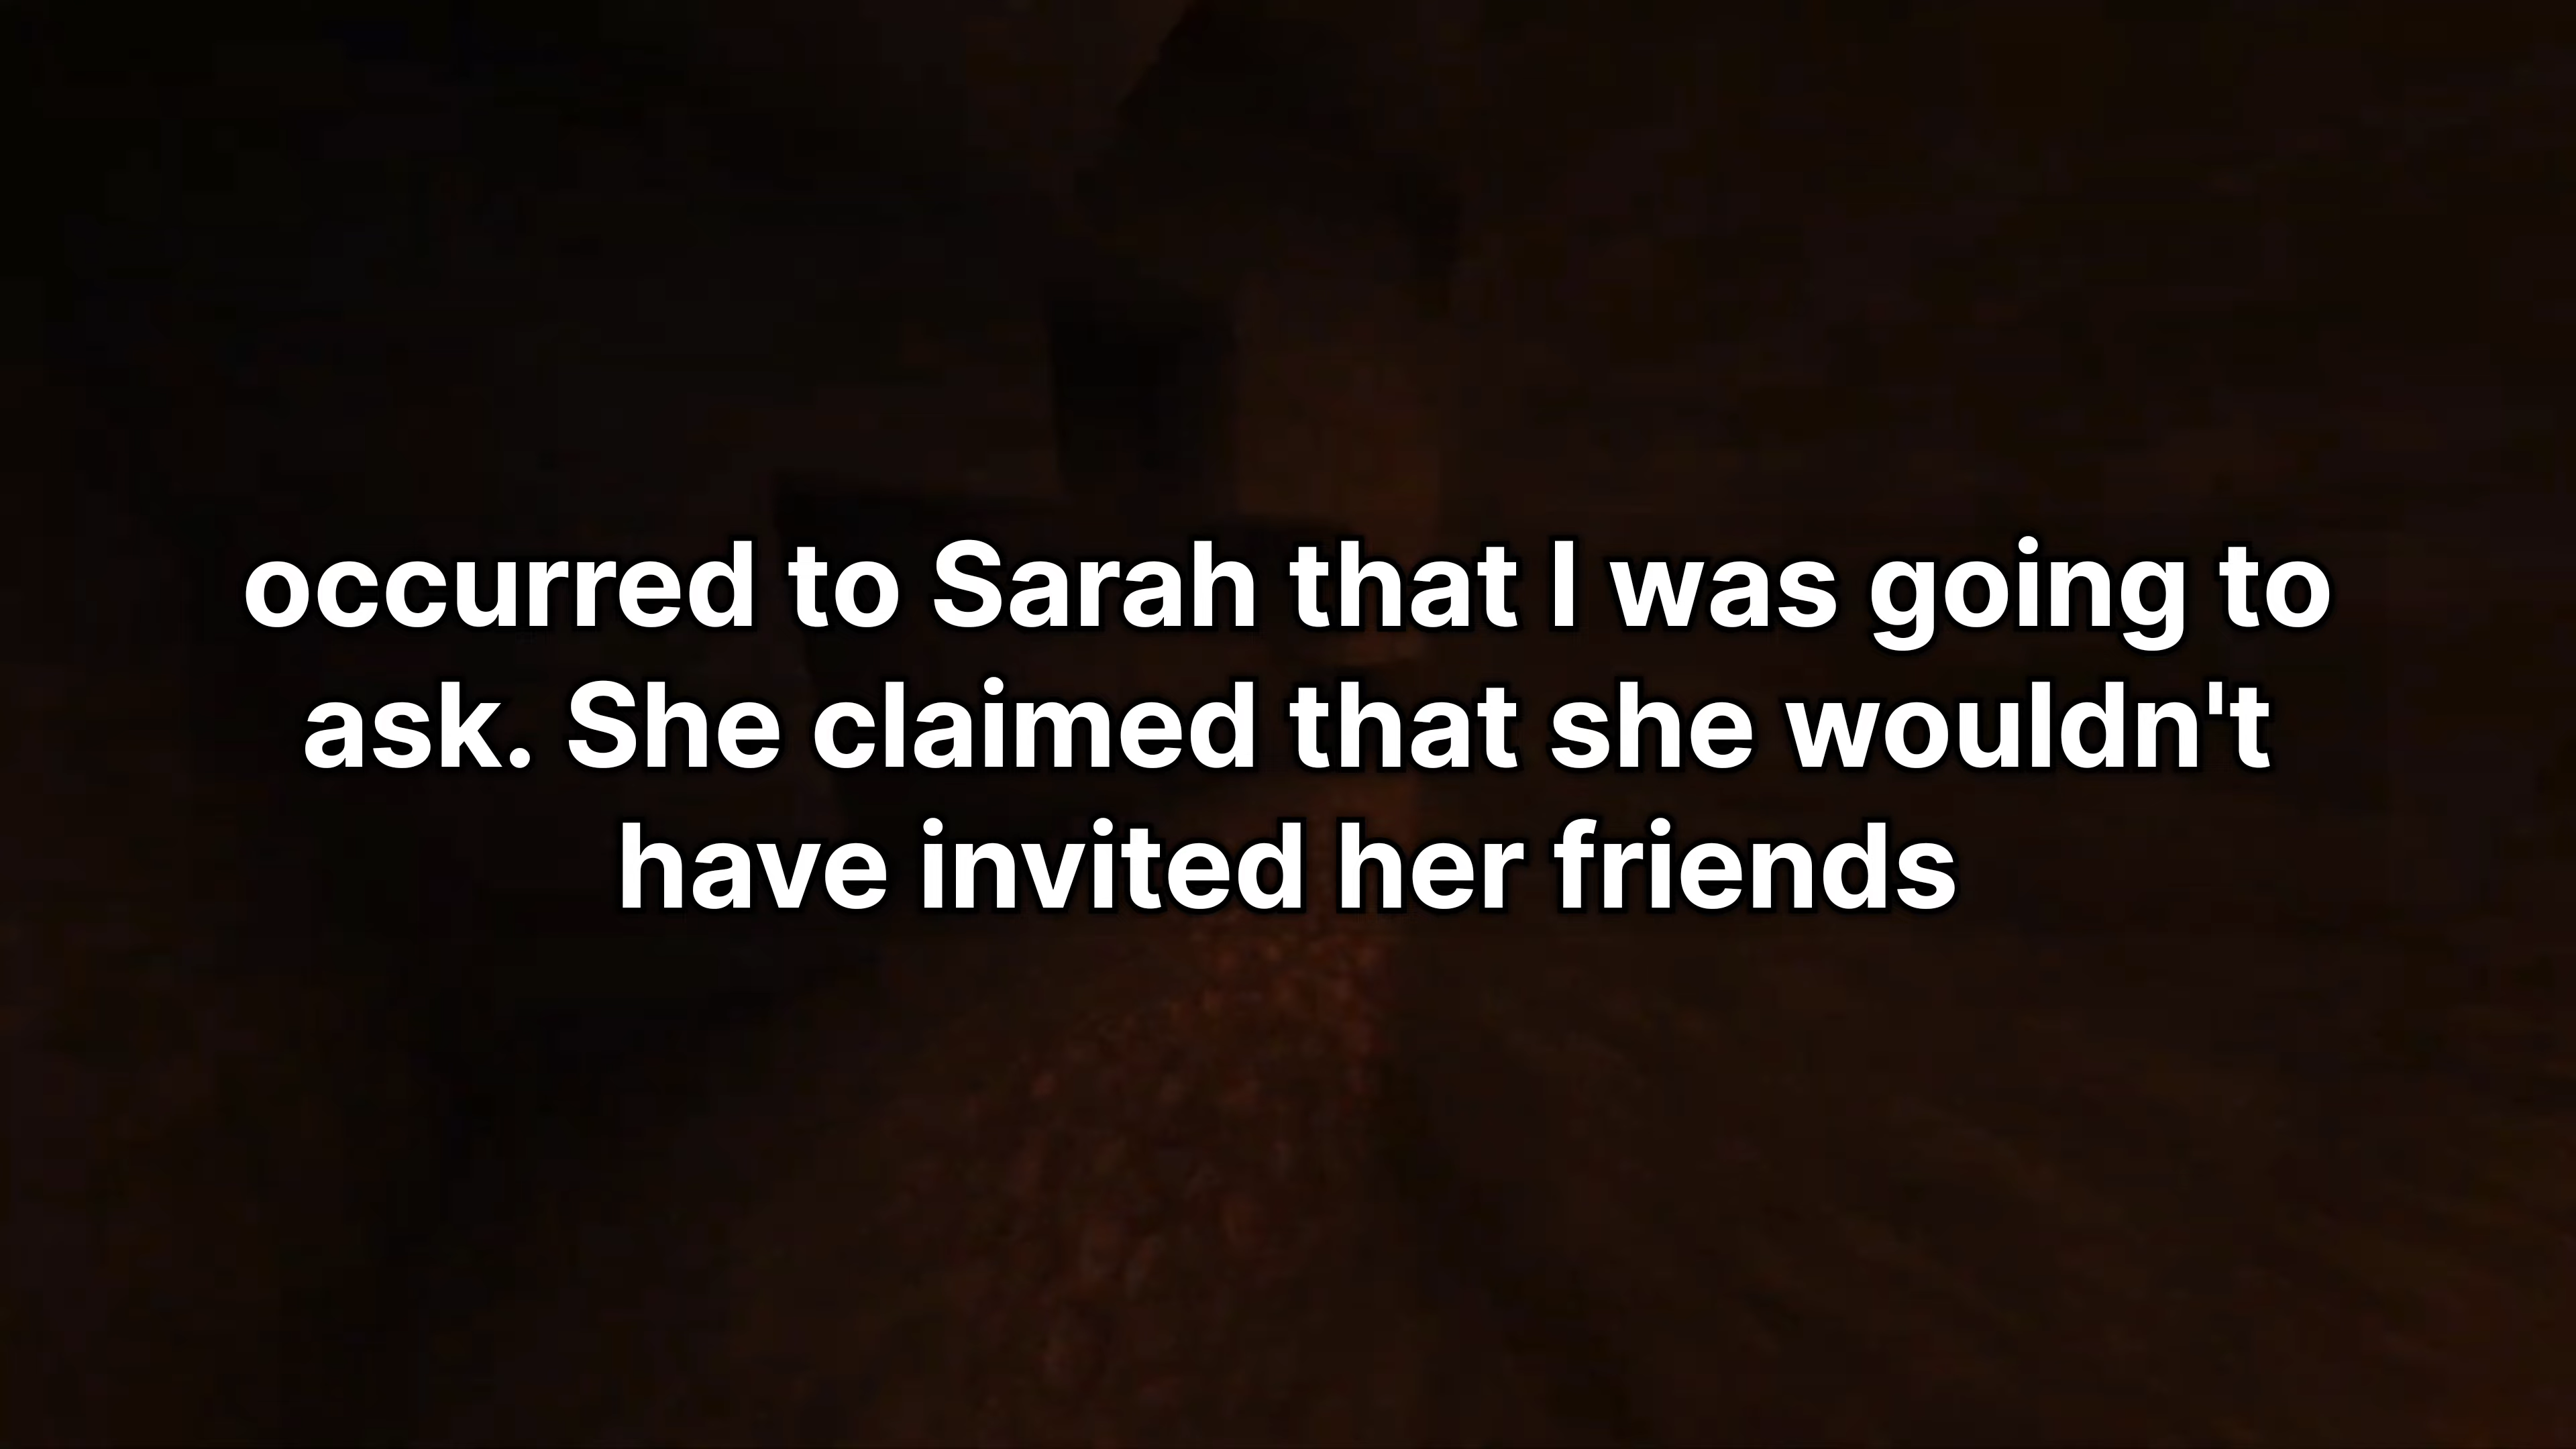 occurred to Sarah that I was going to
ask. She claimed that she wouldn't
have invited her friends